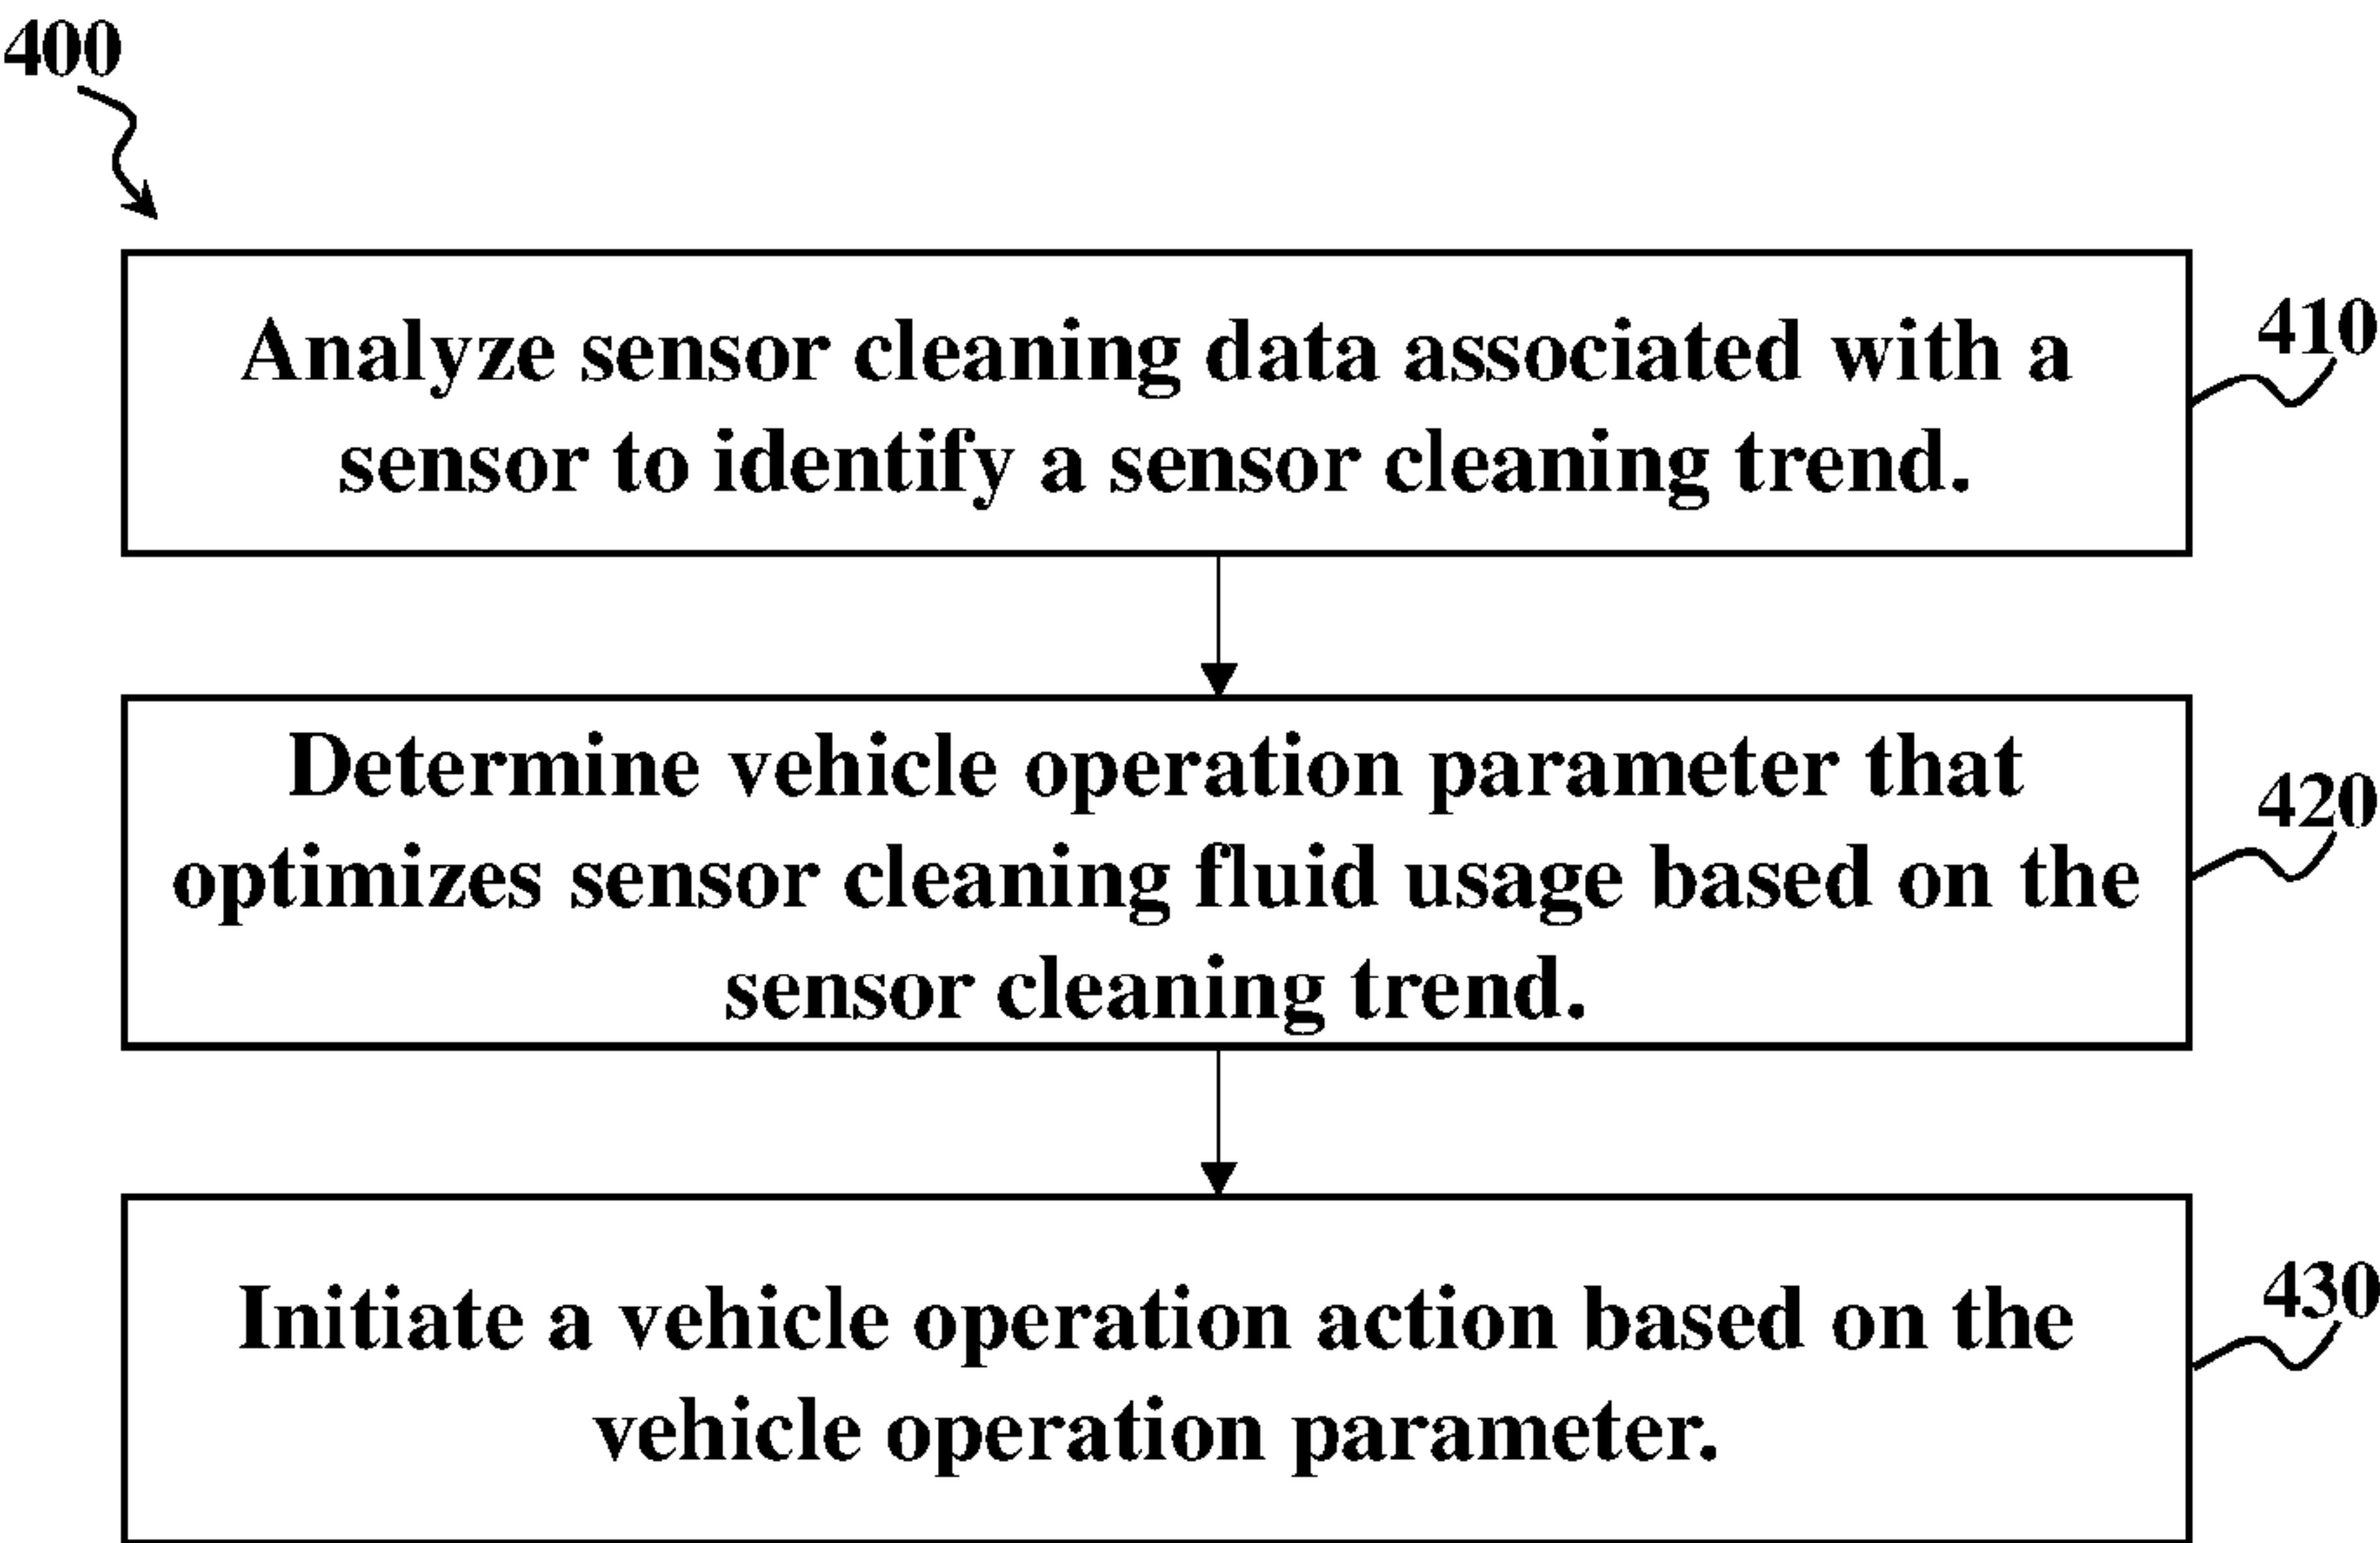 400
Analyze sensor cleaning data associated with a
sensor to identify a sensor cleaning trend.
410
Determine vehicle operation parameter that
optimizes sensor cleaning fluid usage based on the
sensor cleaning trend.
420
Initiate a vehicle operation action based on the
vehicle operation parameter.
430